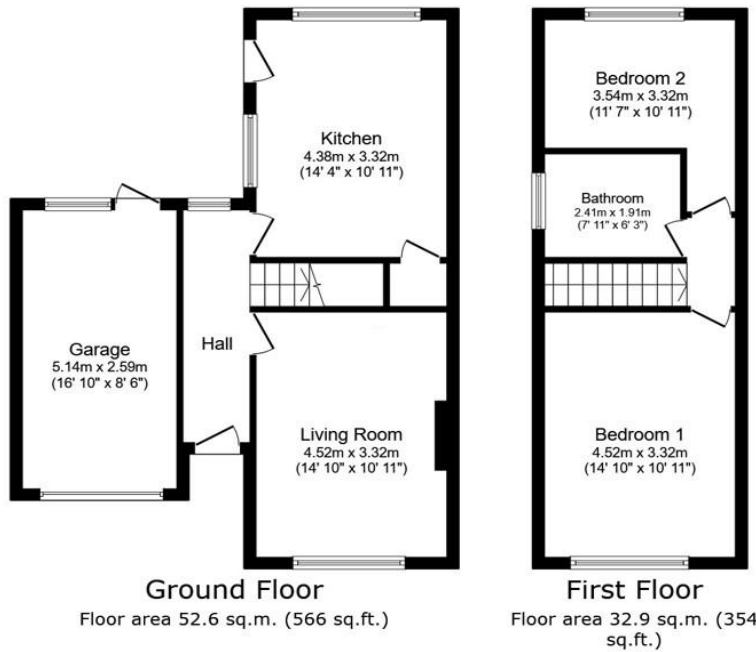 Kitchen
4.38m x 3.32m
(14' 4" x 10' 11")
Garage
5.14m x 2.59m
(16' 10" x 8' 6")
Hall
Living Room
4.52m x 3.32m
(14' 10" x 10' 11")
Ground Floor
Floor area 52.6 sq.m. (566 sq.ft.)
Bedroom 2
3.54m x 3.32m
(11' 7" x 10' 11")
Bathroom
2.41m x 1.91m
(7' 11" x 6' 3")
Bedroom 1
4.52m x 3.32m
(14' 10" x 10' 11")
First Floor
Floor area 32.9 sq.m. (354
sq.ft.)